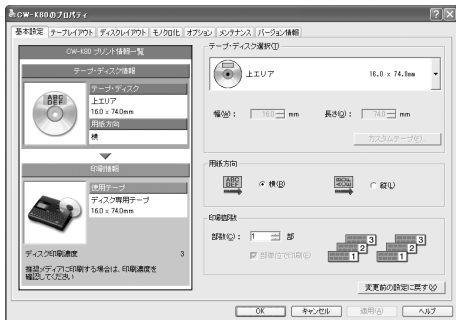 CW-K80のプロパティ
基本設定 テープレイアウト ディスクレイアウト モノクロ化 オプション メンテナンス バージョン情報
CW-K80 プリント情報一覧
テープ・ディスク情報
ABC
DEF
テープ・ディスク
上エリア
16.0 x 74.0mm
用紙方向
横
印刷情報
使用テープ
ディスク専用テープ
16.0 x 74.0mm
ディスク印刷濃度 3
推奨メディアに印刷する場合は、印刷濃度を
確認してください
テープ・ディスク選択(T)
上エリア 16.0 x 74.0mm
幅(W): 16.0 mm 長さ(Q): 74.0 mm
カスタムテープ(P)...
用紙方向
ABC
DEF
横(B)
縦(L)
印刷部数
部数(C): 1 部
部単位で印刷(E)
1 2 3 1 2 3
変更前の設定に戻す(X)
OK キャンセル 適用(A) ヘルプ